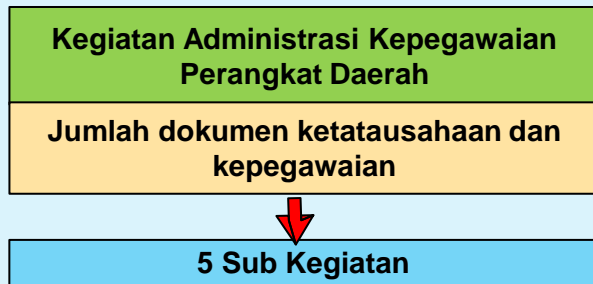 Kegiatan Administrasi Kepegawaian
Perangkat Daerah
Jumlah dokumen ketatausahaan dan
kepegawaian
5 Sub Kegiatan